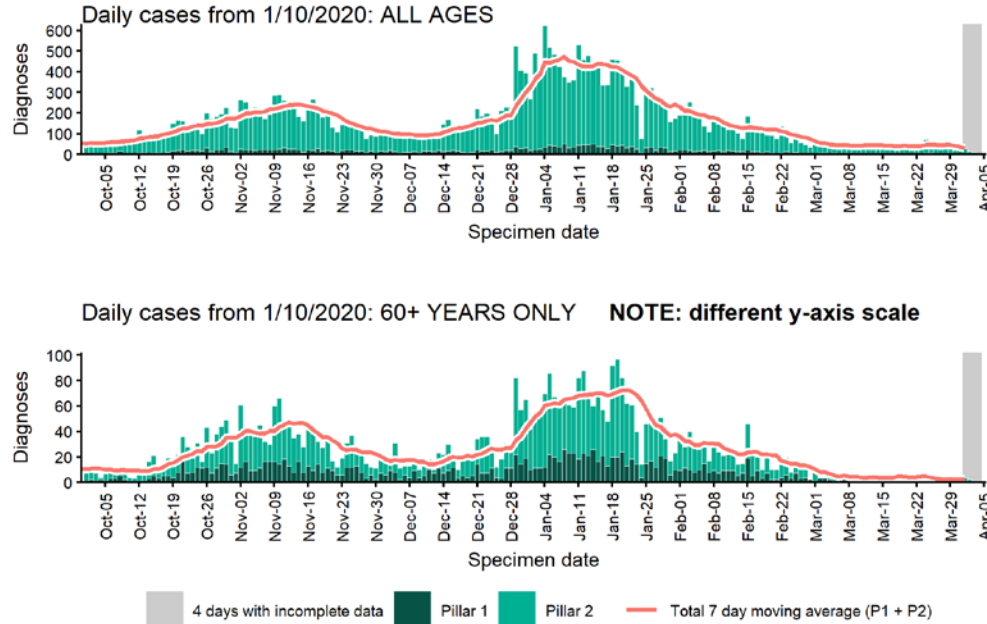 Daily cases from 1/10/2020: ALL AGES
Diagnoses
600
500
400
300
200
100
0
Oct-05
Oct-12
Oct-19
Oct-26
Nov-02
Nov-09
Nov-16
Nov-23
Nov-30
Dec-07
Dec-14
Dec-21
Dec-28
Jan-04
Jan-11
Jan-18
Jan-25
Feb-01
Feb-08
Feb-15
Feb-22
Mar-01
Mar-08
Mar-15
Mar-22
Mar-29
Apr-05
Specimen date
Daily cases from 1/10/2020: 60+ YEARS ONLY NOTE: different y-axis scale
Diagnoses
100
80
60
40
20
0
Oct-05
Oct-12
Oct-19
Oct-26
Nov-02
Nov-09
Nov-16
Nov-23
Nov-30
Dec-07
Dec-14
Dec-21
Dec-28
Jan-04
Jan-11
Jan-18
Jan-25
Feb-01
Feb-08
Feb-15
Feb-22
Mar-01
Mar-08
Mar-15
Mar-22
Mar-29
Apr-05
Specimen date
4 days with incomplete data Pillar 1 Pillar 2 Total 7 day moving average (P1 + P2)